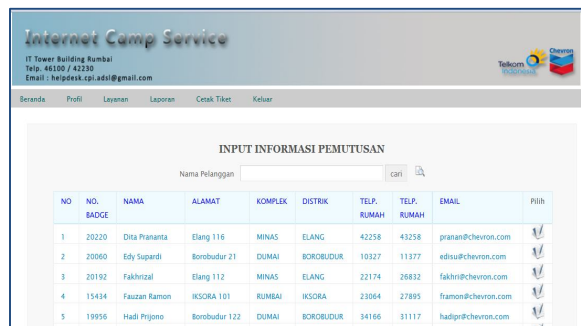 Internet Camp Service
IT Tower Building Rumbai
Telp. 46100 / 42230
Email : helpdesk.cpi.adsl@gmail.com
Telkom Indonesia
Chevron
Beranda Profil Layanan Laporan Cetak Tiket Keluar
INPUT INFORMASI PEMUTUSAN
Nama Pelanggan cari
NO NO. BADGE NAMA ALAMAT KOMPLEK DISTRIK TELP. RUMAH TELP. RUMAH EMAIL Pilih
1 20220 Dita Prananta Elang 116 MINAS ELANG 42258 43258 pranan@chevron.com
2 20060 Edy Supardi Borobudur 21 DUMAI BOROBUDUR 10327 11377 edisu@chevron.com
3 20192 Fakhrizal Elang 112 MINAS ELANG 22174 26832 fakhri@chevron.com
4 15434 Fauzan Ramon IKSORA 101 RUMBAI IKSORA 23064 27895 framon@chevron.com
5 19956 Hadi Prijono Borobudur 122 DUMAI BOROBUDUR 34166 31117 hadipr@chevron.com